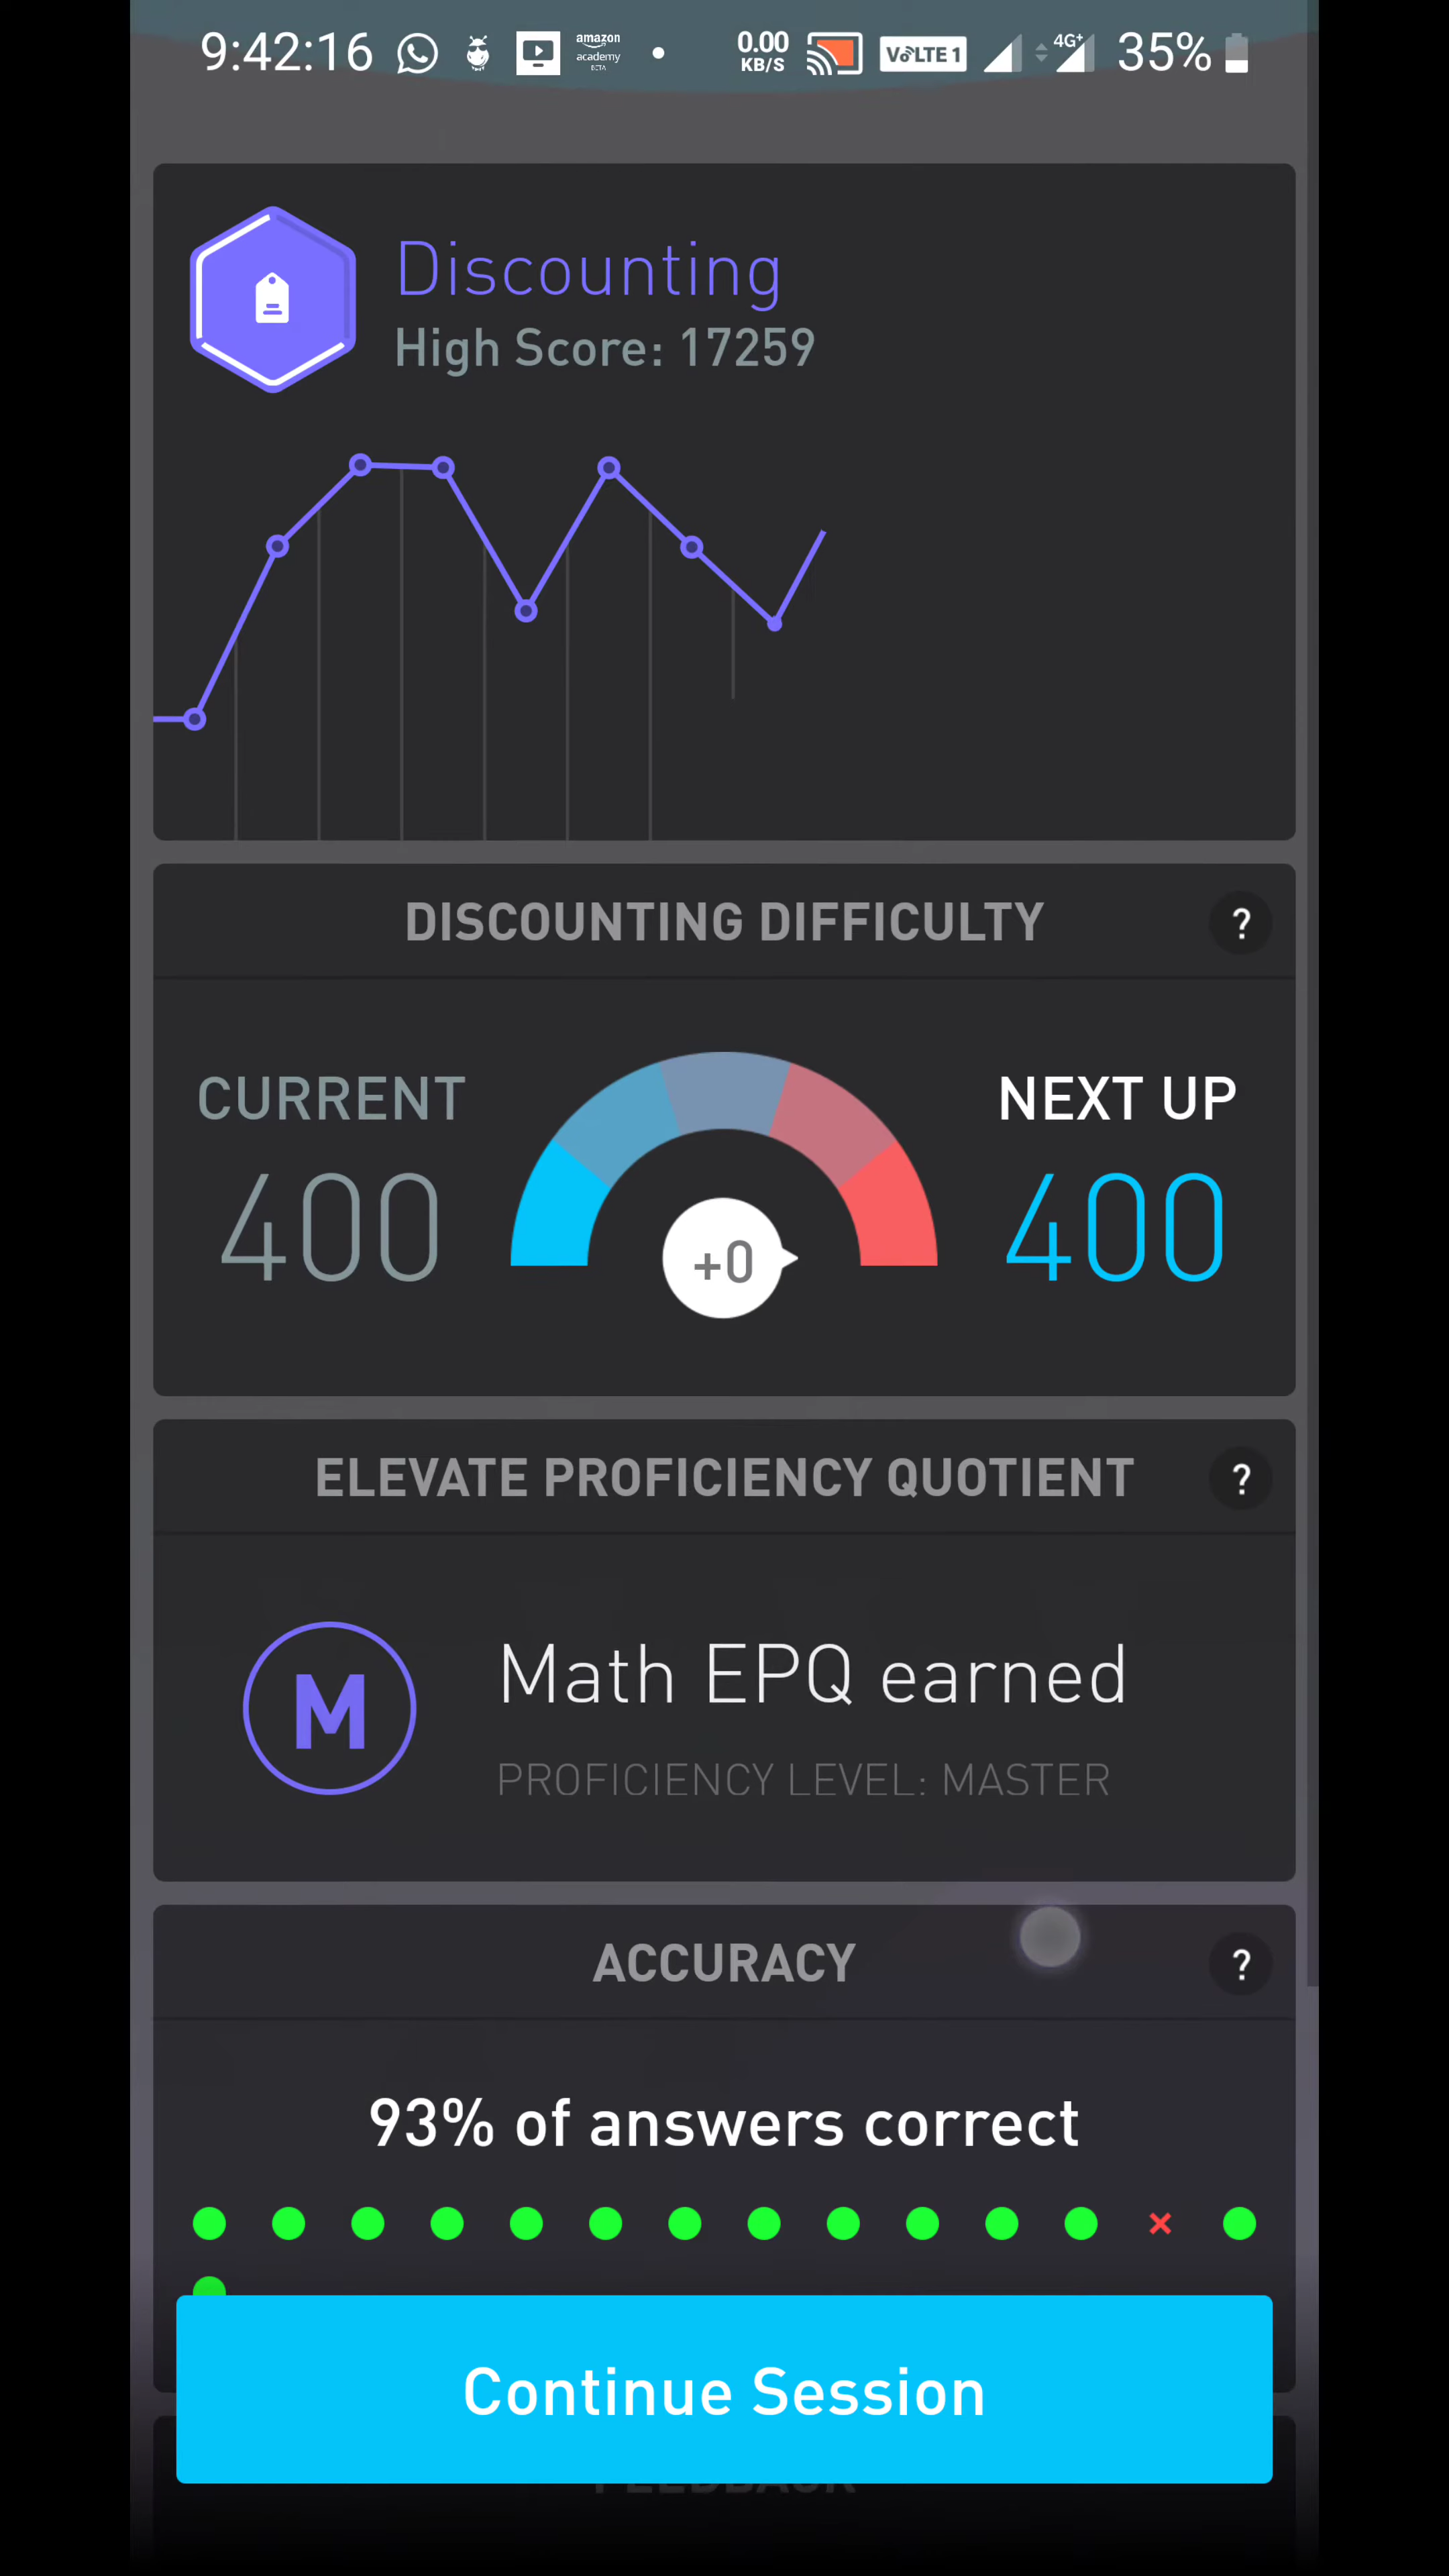 9:42:16 amazon academy BETA 0.00 KB/S VoLTE 1 4G+ 35%
Discounting
High Score: 17259
DISCOUNTING DIFFICULTY ?
CURRENT NEXT UP
400 +0 400
ELEVATE PROFICIENCY QUOTIENT ?
M Math EPQ earned
PROFICIENCY LEVEL: MASTER
ACCURACY ?
93% of answers correct
Continue Session
FEEDBACK